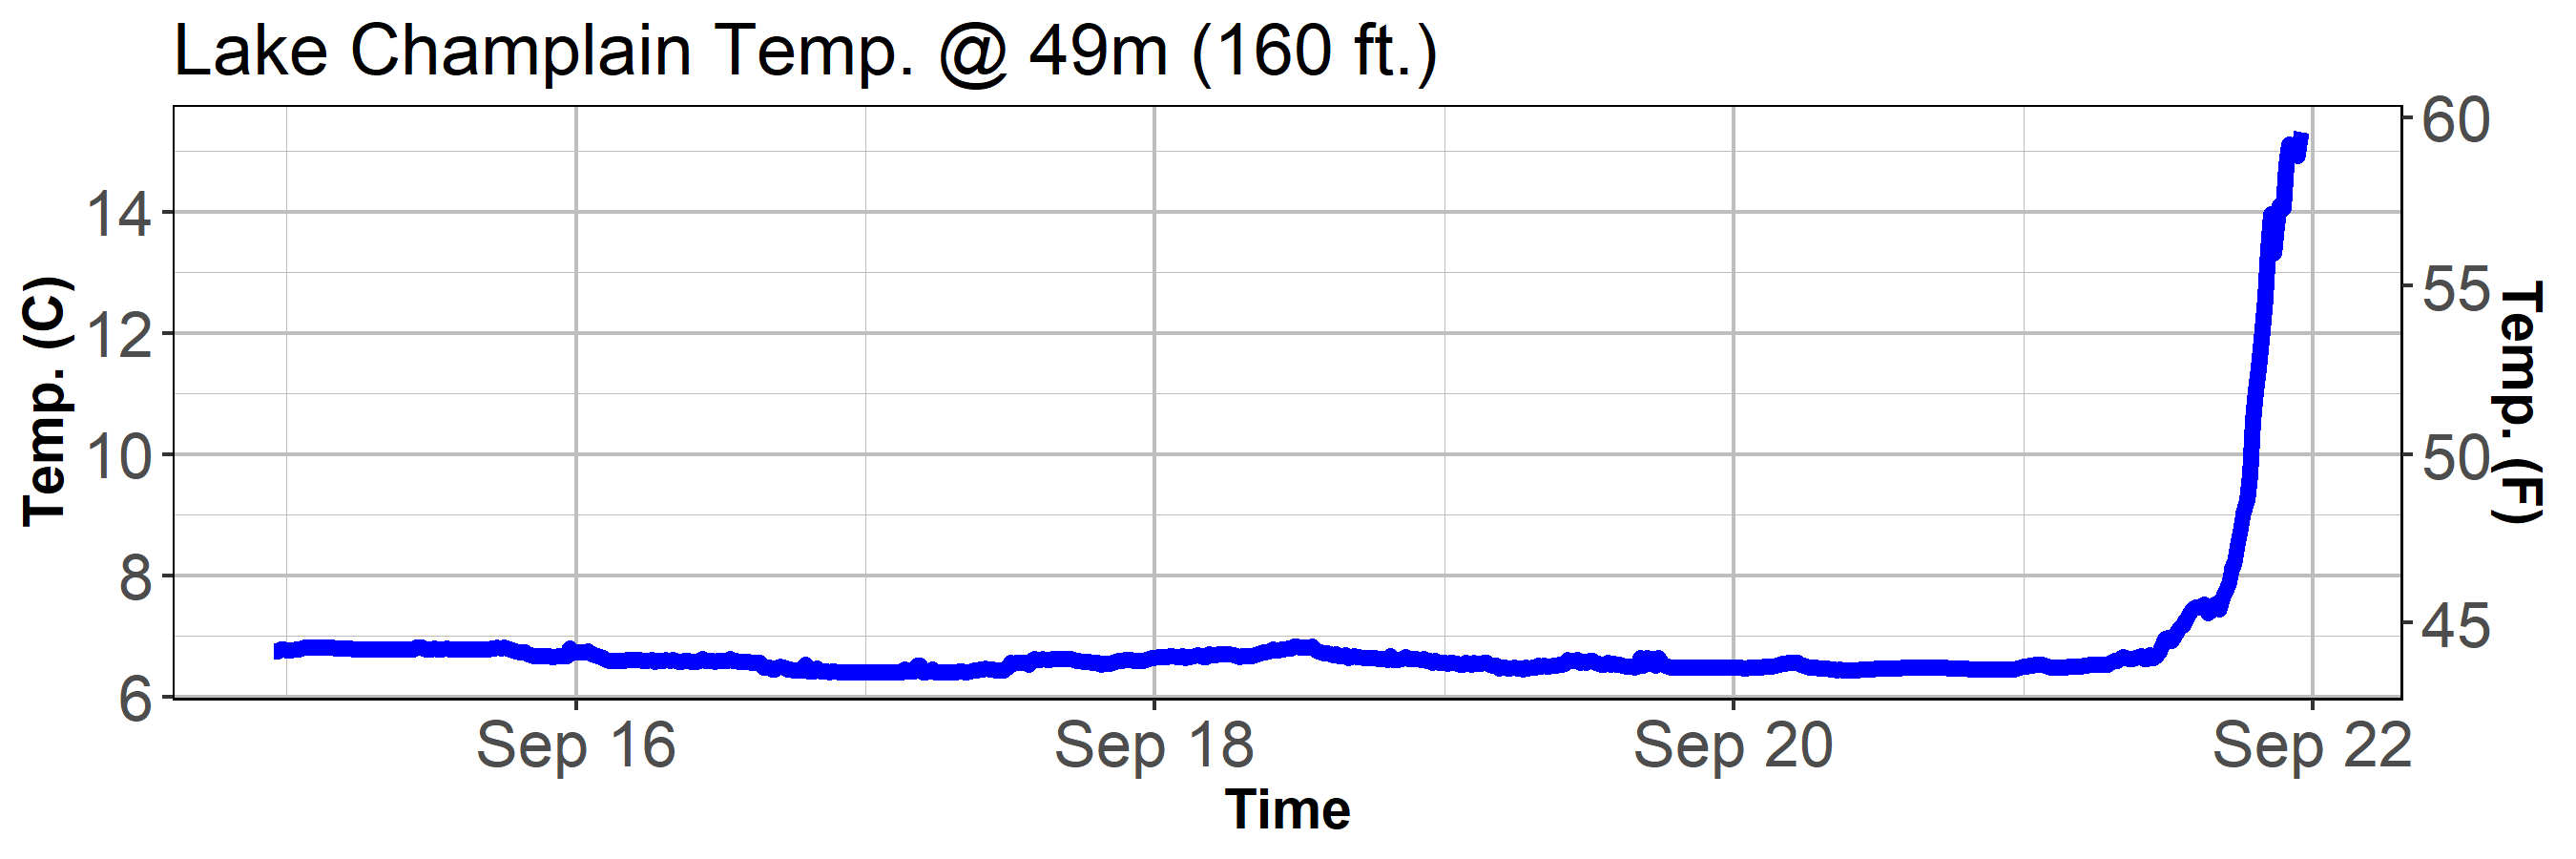 Lake Champlain Temp. @ 49m (160 ft.)
Temp. (C)
14
12
10
8
6
60
55
50
45
Temp. (F)
Sep 16
Sep 18
Sep 20
Sep 22
Time